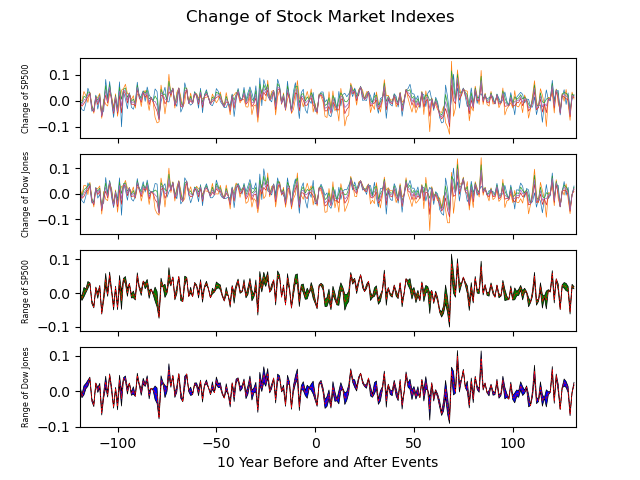 Change of Stock Market Indexes
Change of SP500
0.1
0.0
−0.1
Change of Dow Jones
0.1
0.0
−0.1
Range of SP500
0.1
0.0
−0.1
Range of Dow Jones
0.1
0.0
−0.1
−100 −50 0 50 100
10 Year Before and After Events